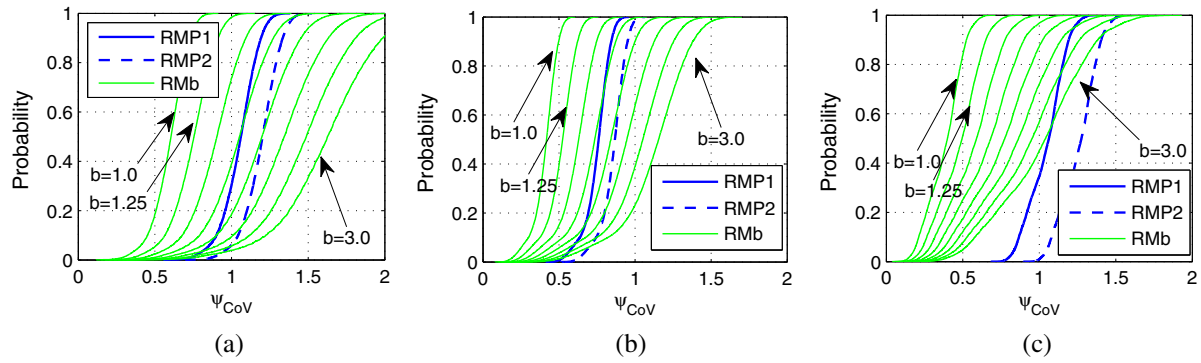 1
0.8
0.6
0.4
0.2
0
Probability
RMP1
RMP2
RMb
b=1.0
b=1.25
b=3.0
0 0.5 1 1.5 2
ΨCoV
(a)
1
0.8
0.6
0.4
0.2
0
Probability
b=1.0
b=1.25
b=3.0
RMP1
RMP2
RMb
0 0.5 1 1.5 2
ΨCoV
(b)
1
0.8
0.6
0.4
0.2
0
Probability
b=1.0
b=1.25
b=3.0
RMP1
RMP2
RMb
0 0.5 1 1.5 2
ΨCoV
(c)